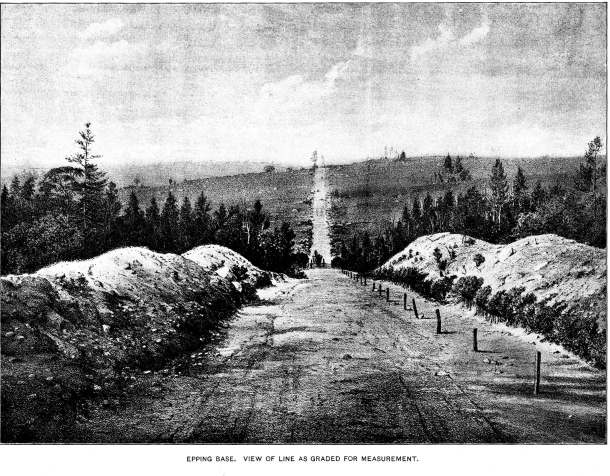 EPPING BASE. VIEW OF LINE AS GRADED FOR MEASUREMENT.